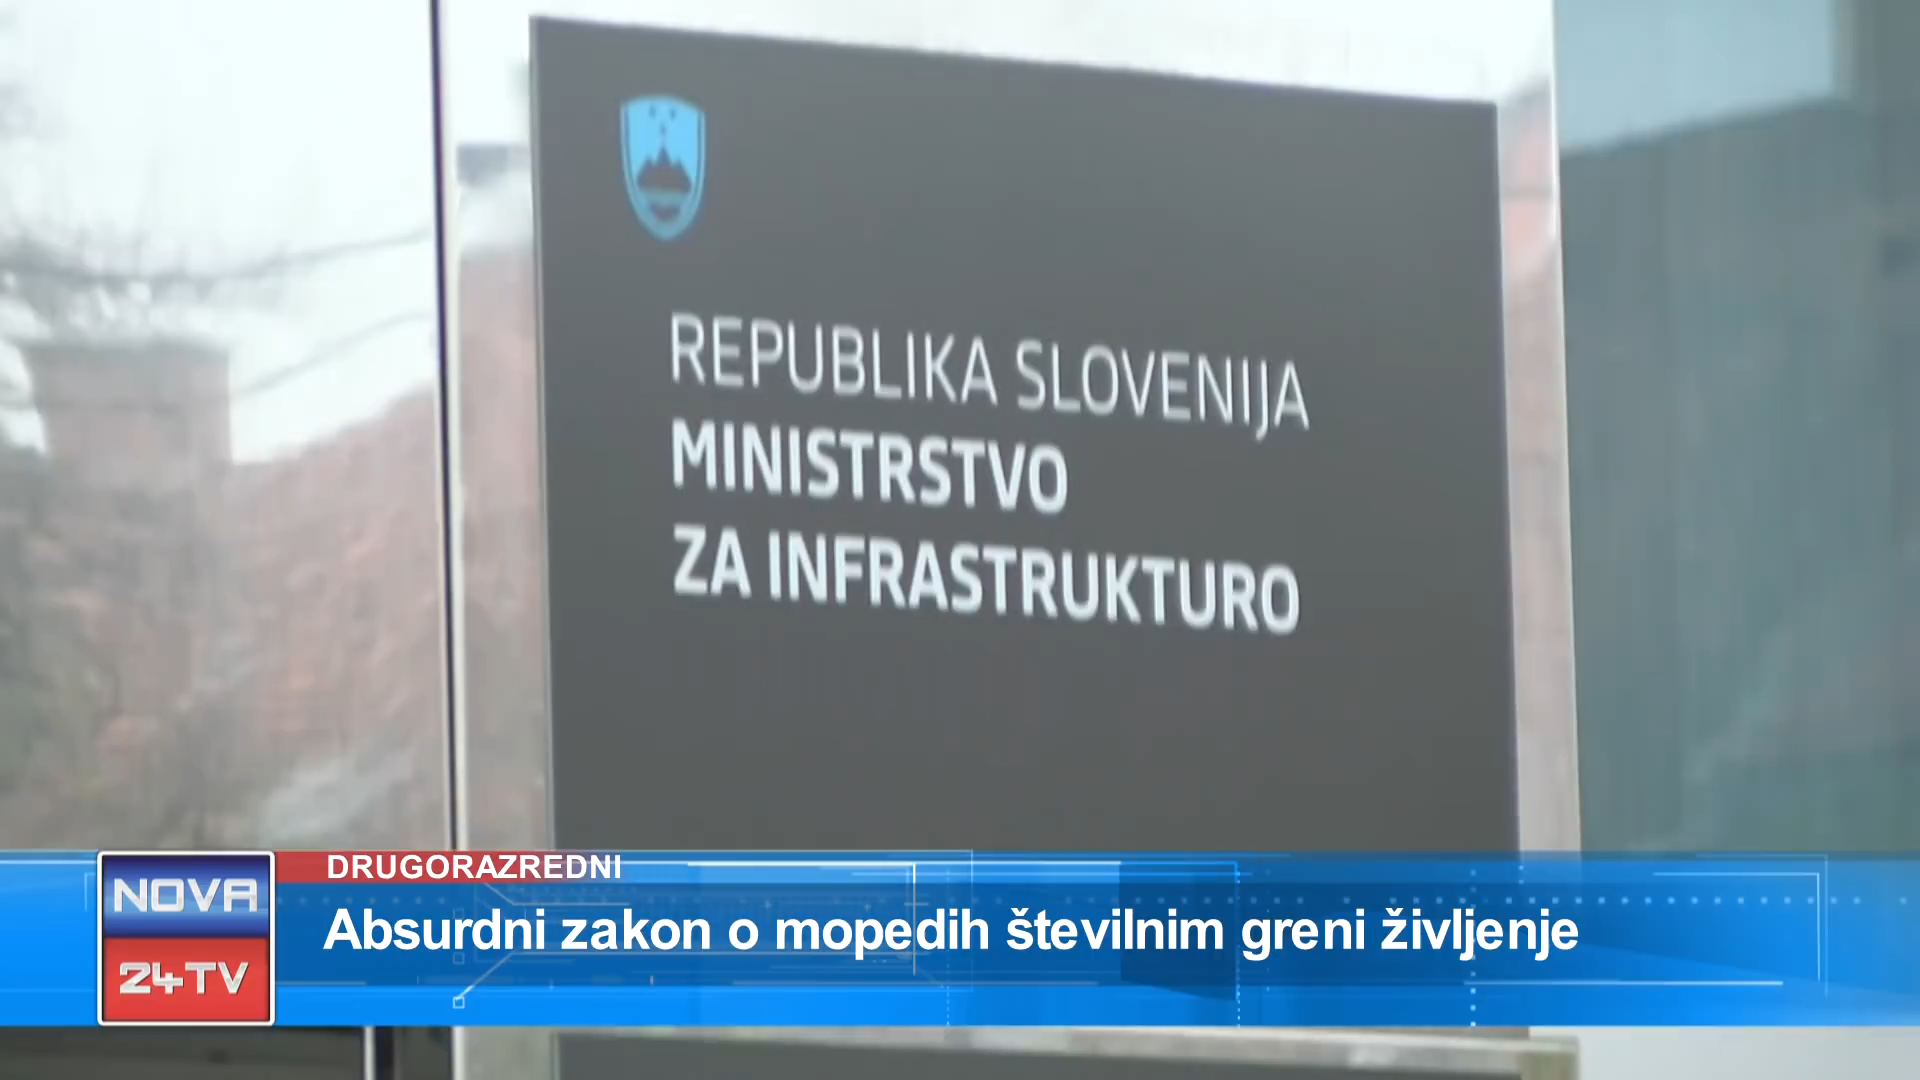 REPUBLIKA SLOVENIJA
MINISTRSTVO
ZA INFRASTRUKTURO
DRUGORAZREDNI
NOVA
24TV
Absurdni zakon o mopedih številnim greni življenje